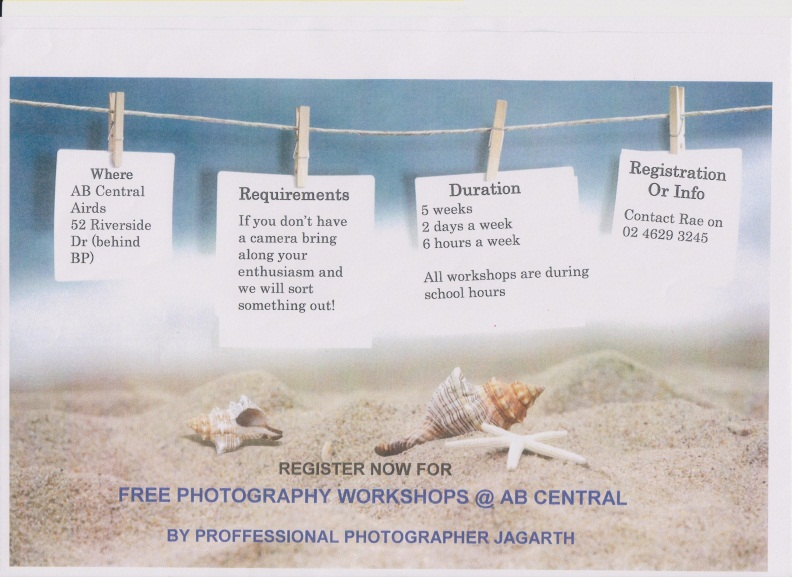 Where
AB Central
Airds
52 Riverside
Dr (behind
BP)
Requirements
If you don't have
a camera bring
along your
enthusiasm and
we will sort
something out!
Duration
5 weeks
2 days a week
6 hours a week
All workshops are during
school hours
Registration
Or Info
Contact Rae on
02 4629 3245
REGISTER NOW FOR
FREE PHOTOGRAPHY WORKSHOPS @ AB CENTRAL
BY PROFFESSIONAL PHOTOGRAPHER JAGARTH